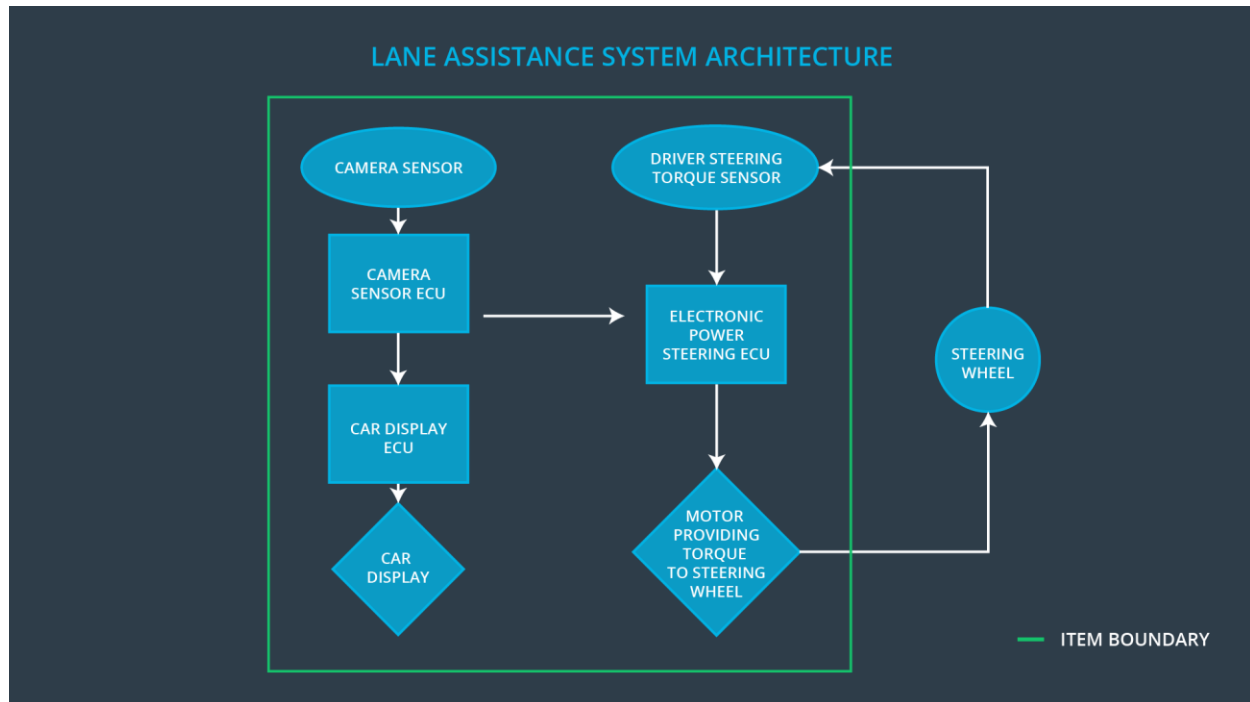 LANE ASSISTANCE SYSTEM ARCHITECTURE
CAMERA SENSOR
CAMERA
SENSOR ECU
CAR DISPLAY
ECU
CAR
DISPLAY
DRIVER STEERING
TORQUE SENSOR
ELECTRONIC
POWER
STEERING ECU
MOTOR
PROVIDING
TORQUE
TO STEERING
WHEEL
STEERING
WHEEL
ITEM BOUNDARY